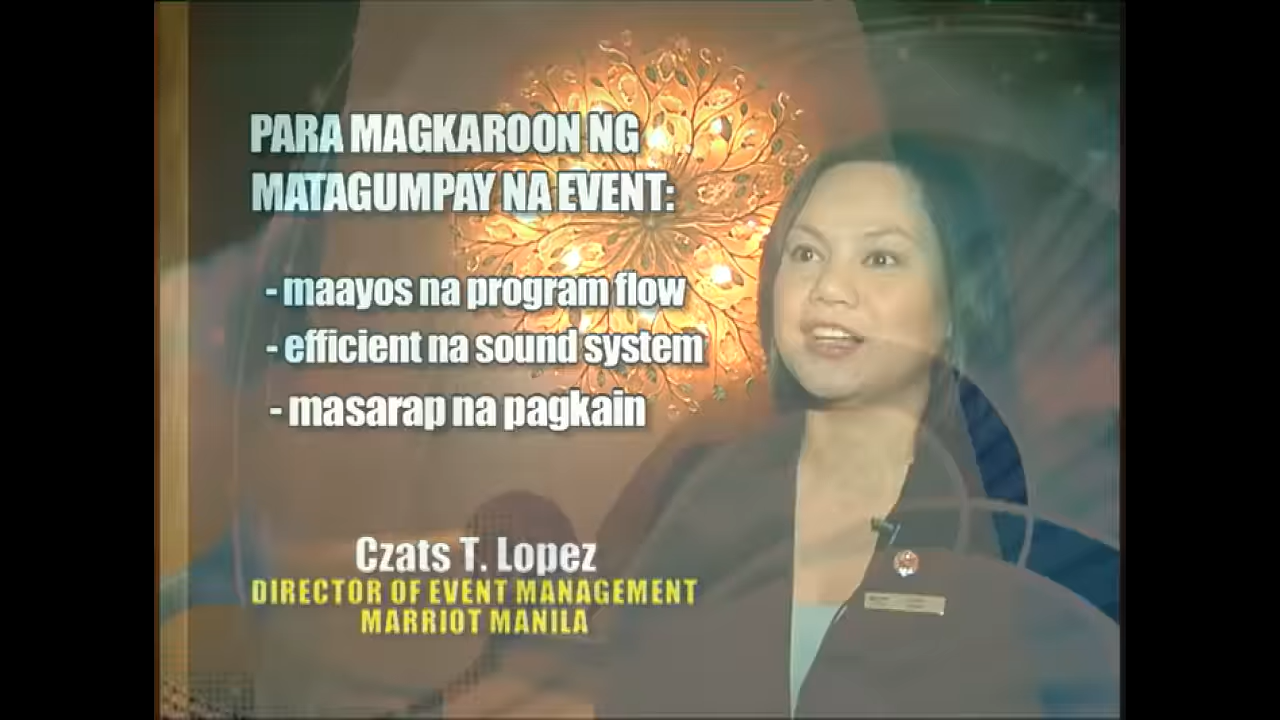 PARA MAGKAROON NG
MATAGUMPAY NA EVENT:
- maayos na program flow
- efficient na sound system
- masarap na pagkain
Czats T. Lopez
DIRECTOR OF EVENT MANAGEMENT
MARRIOT MANILA